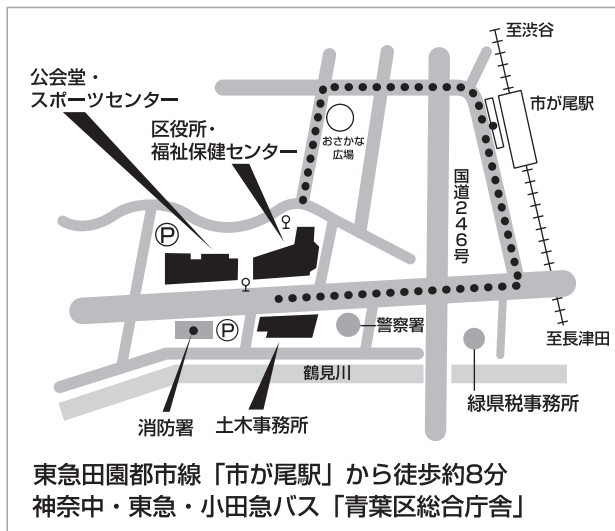 至渋谷
公会堂・
スポーツセンター
市が尾駅
区役所・
福祉保健センター
おさかな
広場
国道246号
P
警察署
P
至長津田
鶴見川
緑県税事務所
消防署
土木事務所
東急田園都市線「市が尾駅」から徒歩約8分
神奈中・東急・小田急バス「青葉区総合庁舎」